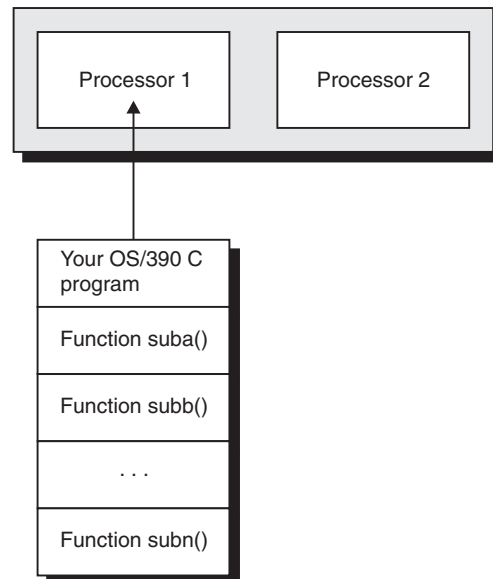 Processor 1
Processor 2
Your OS/390 C
program
Function suba()
Function subb()
. . .
Function subn()